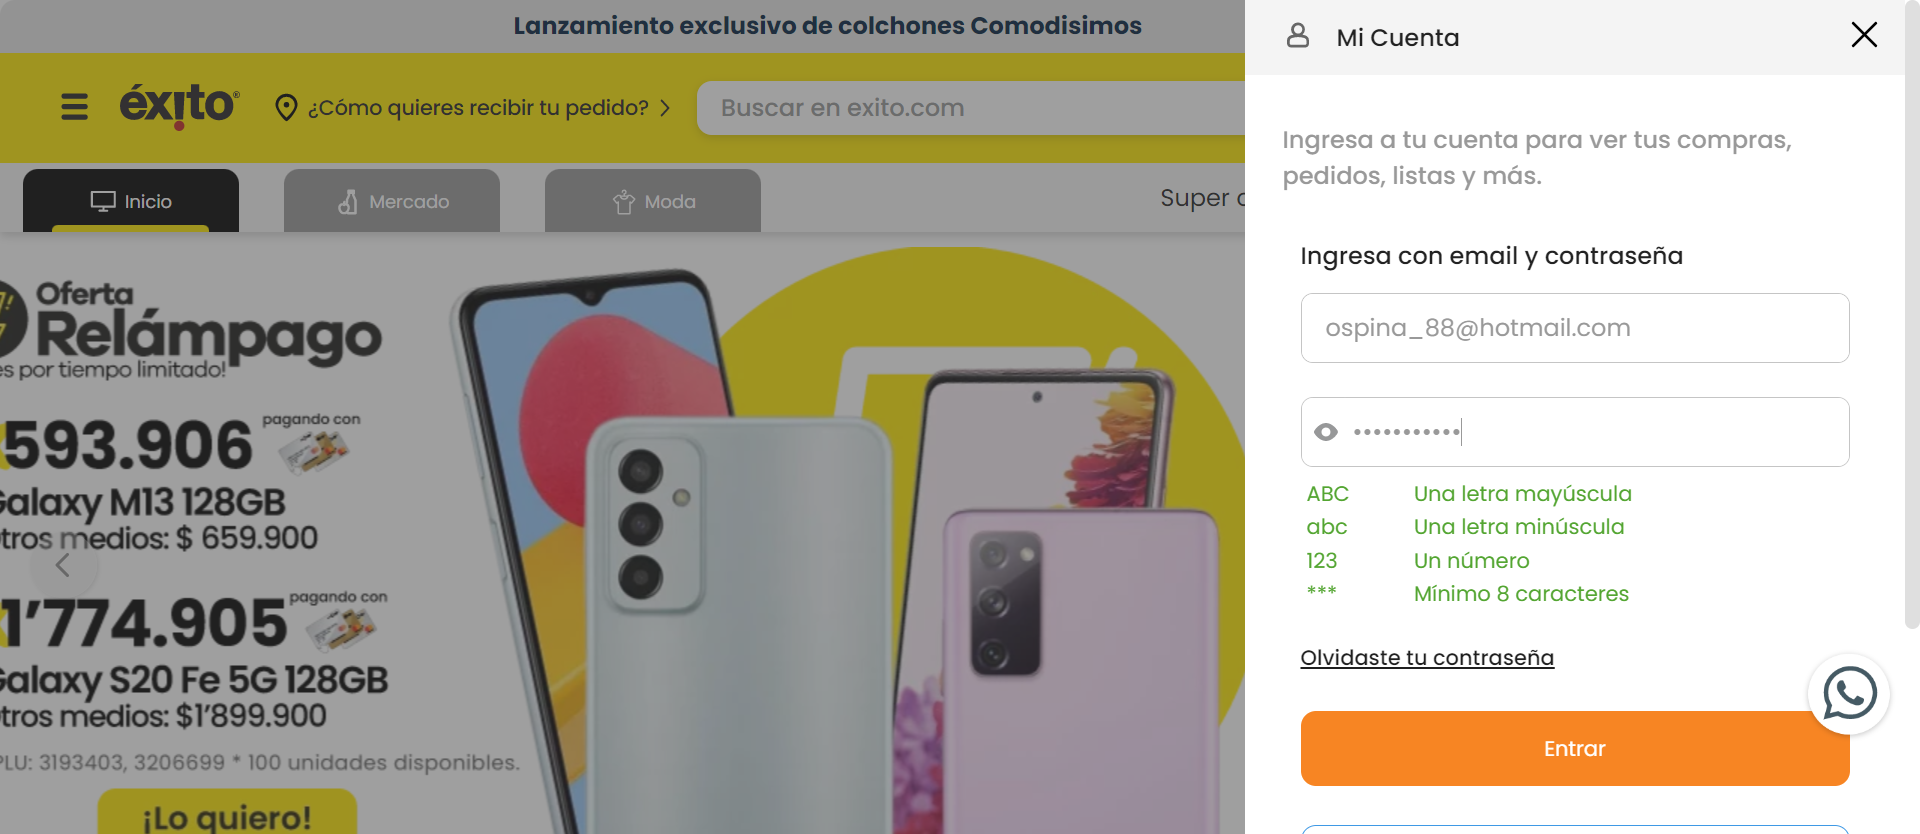 Lanzamiento exclusivo de colchones Comodisimos
éxito®
¿Cómo quieres recibir tu pedido?
Buscar en exito.com
Inicio
Mercado
Moda
Super
Oferta
Relámpago
es por tiempo limitado!
593.906
pagando con
Galaxy M13 128GB
tros medios: $ 659.900
1'774.905
pagando con
Galaxy S20 Fe 5G 128GB
tros medios: $1'899.900
PLU: 3193403, 3206699 * 100 unidades disponibles.
¡Lo quiero!
Mi Cuenta
Ingresa a tu cuenta para ver tus compras,
pedidos, listas y más.
Ingresa con email y contraseña
ospina_88@hotmail.com
•••••••••••
ABC Una letra mayúscula
abc Una letra minúscula
123 Un número
*** Mínimo 8 caracteres
Olvidaste tu contraseña
Entrar